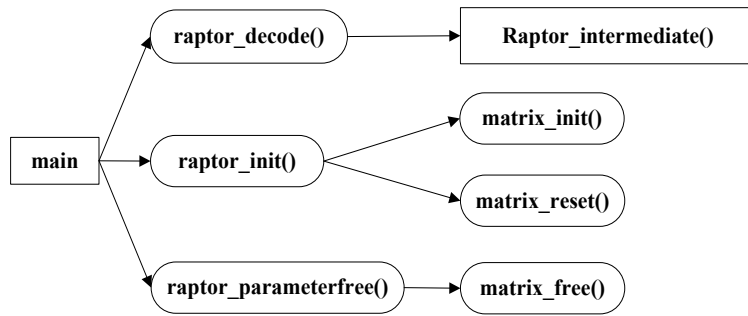 raptor_decode()
Raptor_intermediate()
matrix_init()
main
raptor_init()
matrix_reset()
raptor_parameterfree()
matrix_free()